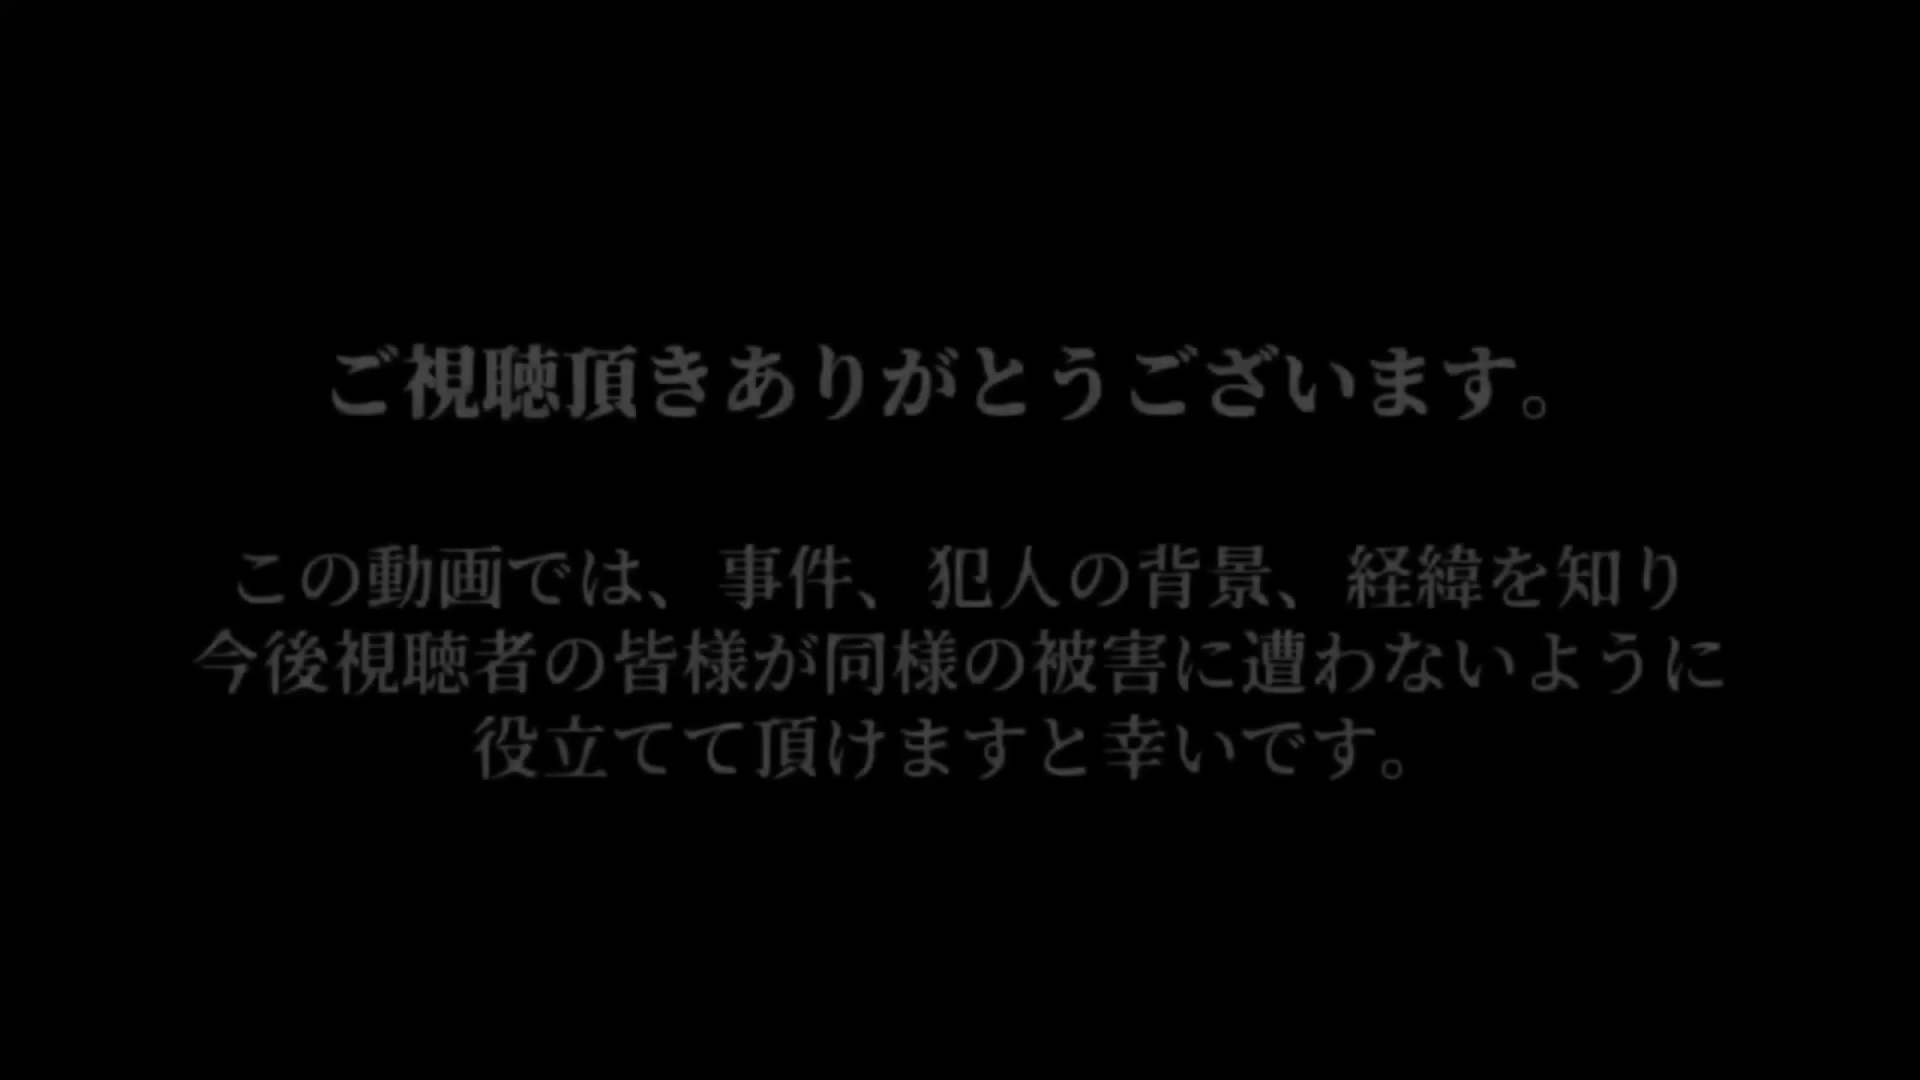 ご視聴頂きありがとうございます。
この動画では、事件、犯人の背景、経緯を知り
今後視聴者の皆様が同様の被害に遭わないように
役立てて頂けますと幸いです。